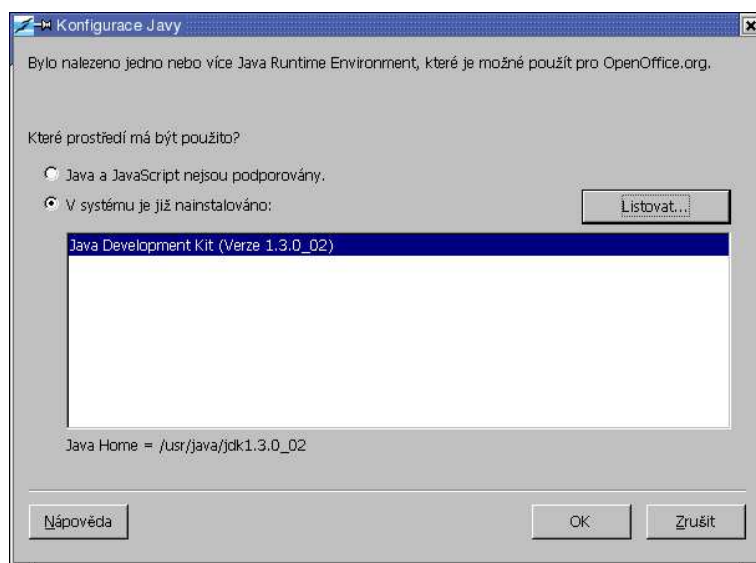 Konfigurace Javy
Bylo nalezeno jedno nebo více Java Runtime Environment, které je možné použít pro OpenOffice.org.
Které prostředí má být použito?
Java a JavaScript nejsou podporovány.
V systému je již nainstalováno:
Listovat...
Java Development Kit (Verze 1.3.0_02)
Java Home = /usr/java/jdk1.3.0_02
Nápověda
OK
Zrušit